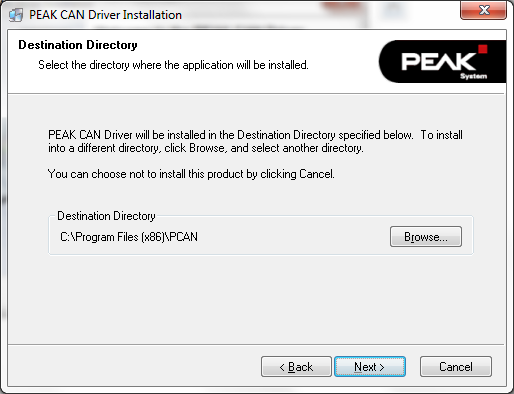 PEAK CAN Driver Installation
Destination Directory
Select the directory where the application will be installed.
PEAK
System
PEAK CAN Driver will be installed in the Destination Directory specified below. To install
into a different directory, click Browse, and select another directory.
You can choose not to install this product by clicking Cancel.
Destination Directory
C:\Program Files (x86)\PCAN
Browse...
< Back
Next >
Cancel